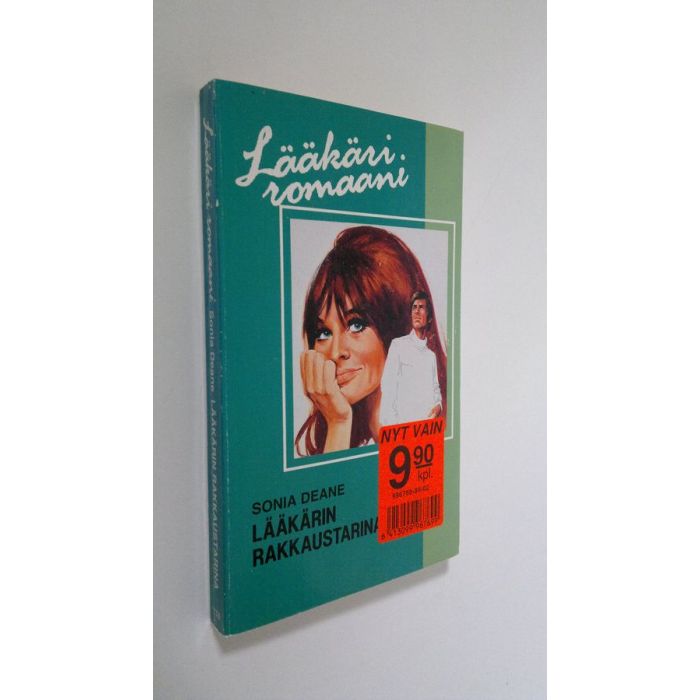 Lääkäri
romaani
SONIA DEANE
LÄÄKÄRIN
RAKKAUSTARINA
NYT VAIN
9 90
kpl.
Lääkäri romaani Sonia Deane LÄÄKÄRIN RAKKAUSTARINA